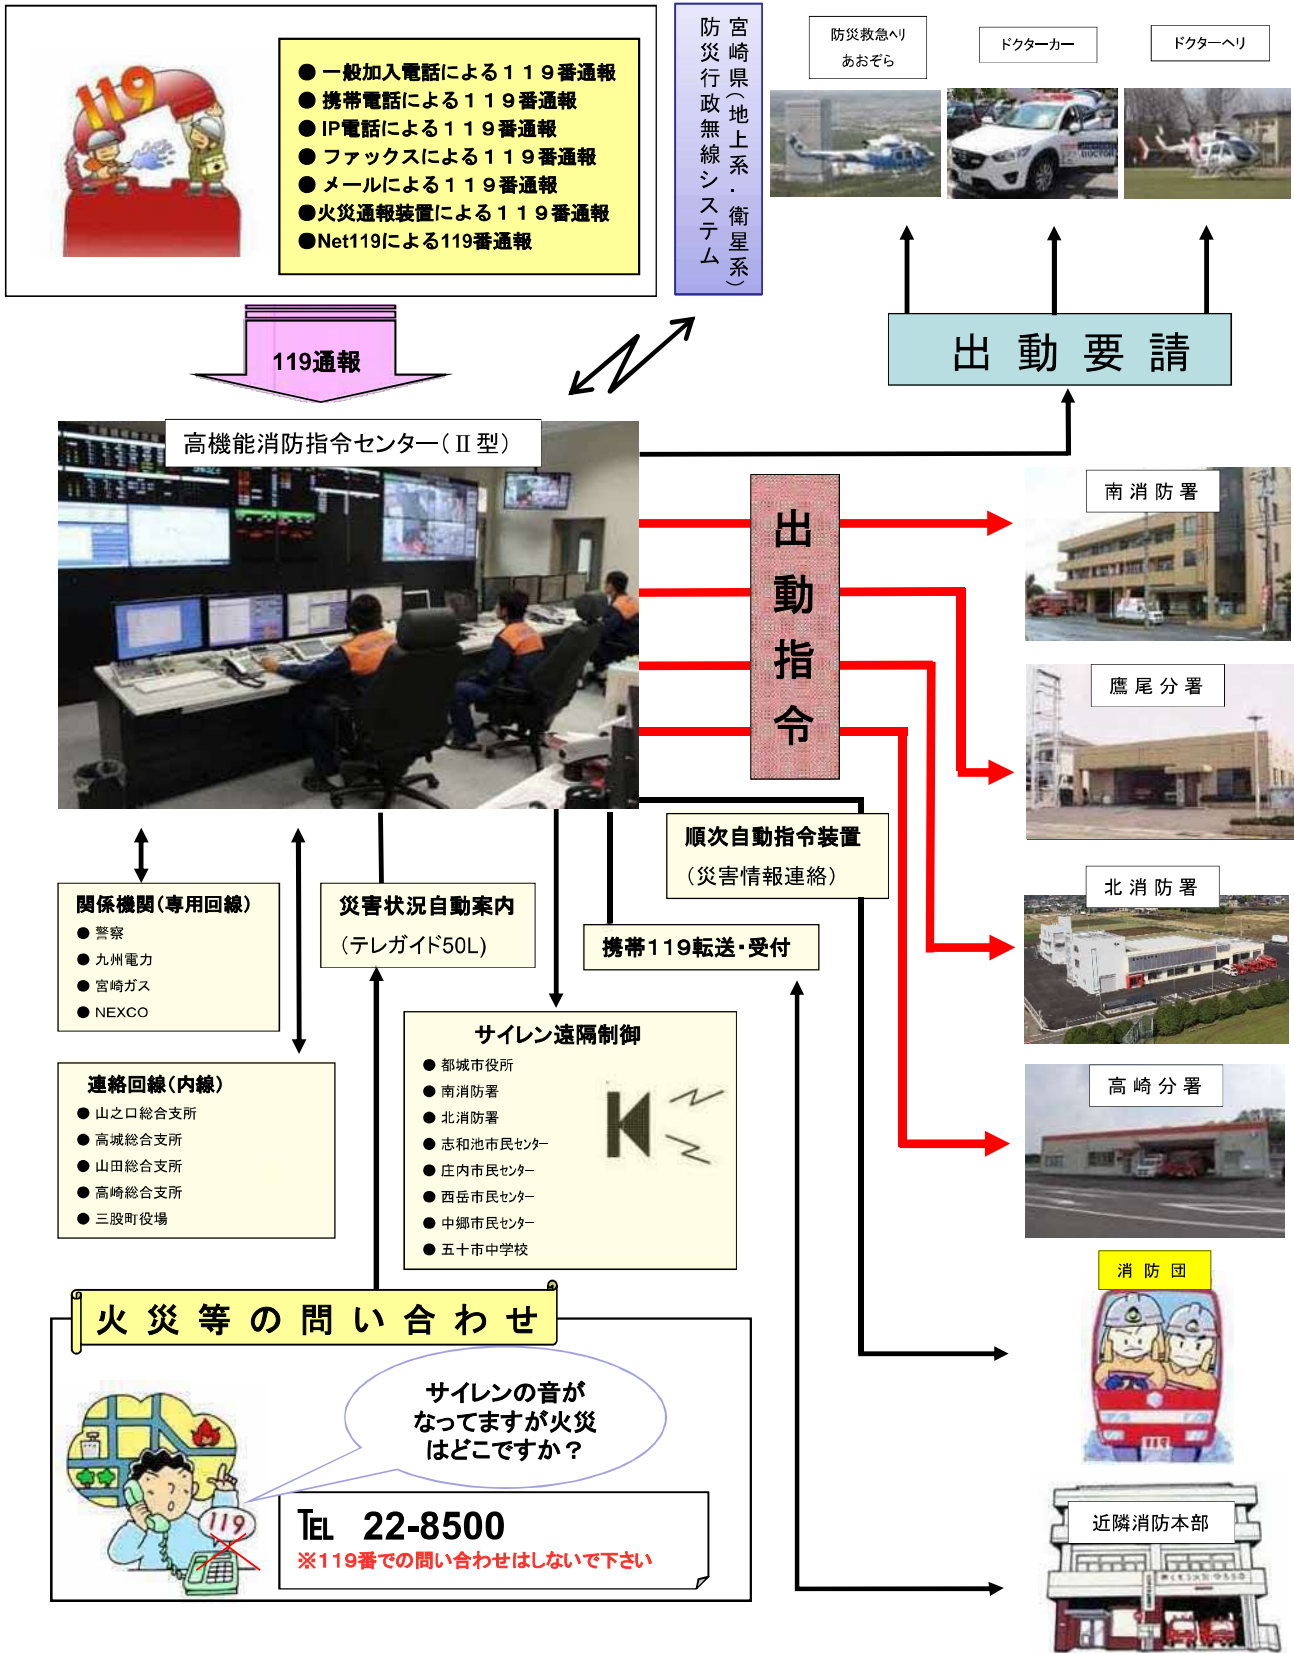 119
● 一般加入電話による１１９番通報
● 携帯電話による１１９番通報
● IP電話による１１９番通報
● ファックスによる１１９番通報
● メールによる１１９番通報
●火災通報装置による１１９番通報
●Net119による119番通報
宮崎県（地上系・衛星系）
防災行政無線システム
防災救急ヘリ
あおぞら
ドクターカー
ドクターヘリ
DOCTOR
出動要請
119通報
高機能消防指令センター（Ⅱ型）
出動指令
南消防署
鷹尾分署
北消防署
高崎分署
順次自動指令装置
（災害情報連絡）
関係機関（専用回線）
● 警察
● 九州電力
● 宮崎ガス
● NEXCO
災害状況自動案内
（テレガイド50L）
携帯119転送・受付
連絡回線（内線）
● 山之口総合支所
● 高城総合支所
● 山田総合支所
● 高崎総合支所
● 三股町役場
サイレン遠隔制御
● 都城市役所
● 南消防署
● 北消防署
● 志和池市民センター
● 庄内市民センター
● 西岳市民センター
● 中郷市民センター
● 五十市中学校
消防団
119
火災等の問い合わせ
サイレンの音が
なってますが火災
はどこですか？
119
℡ 22-8500
※119番での問い合わせはしないで下さい
近隣消防本部